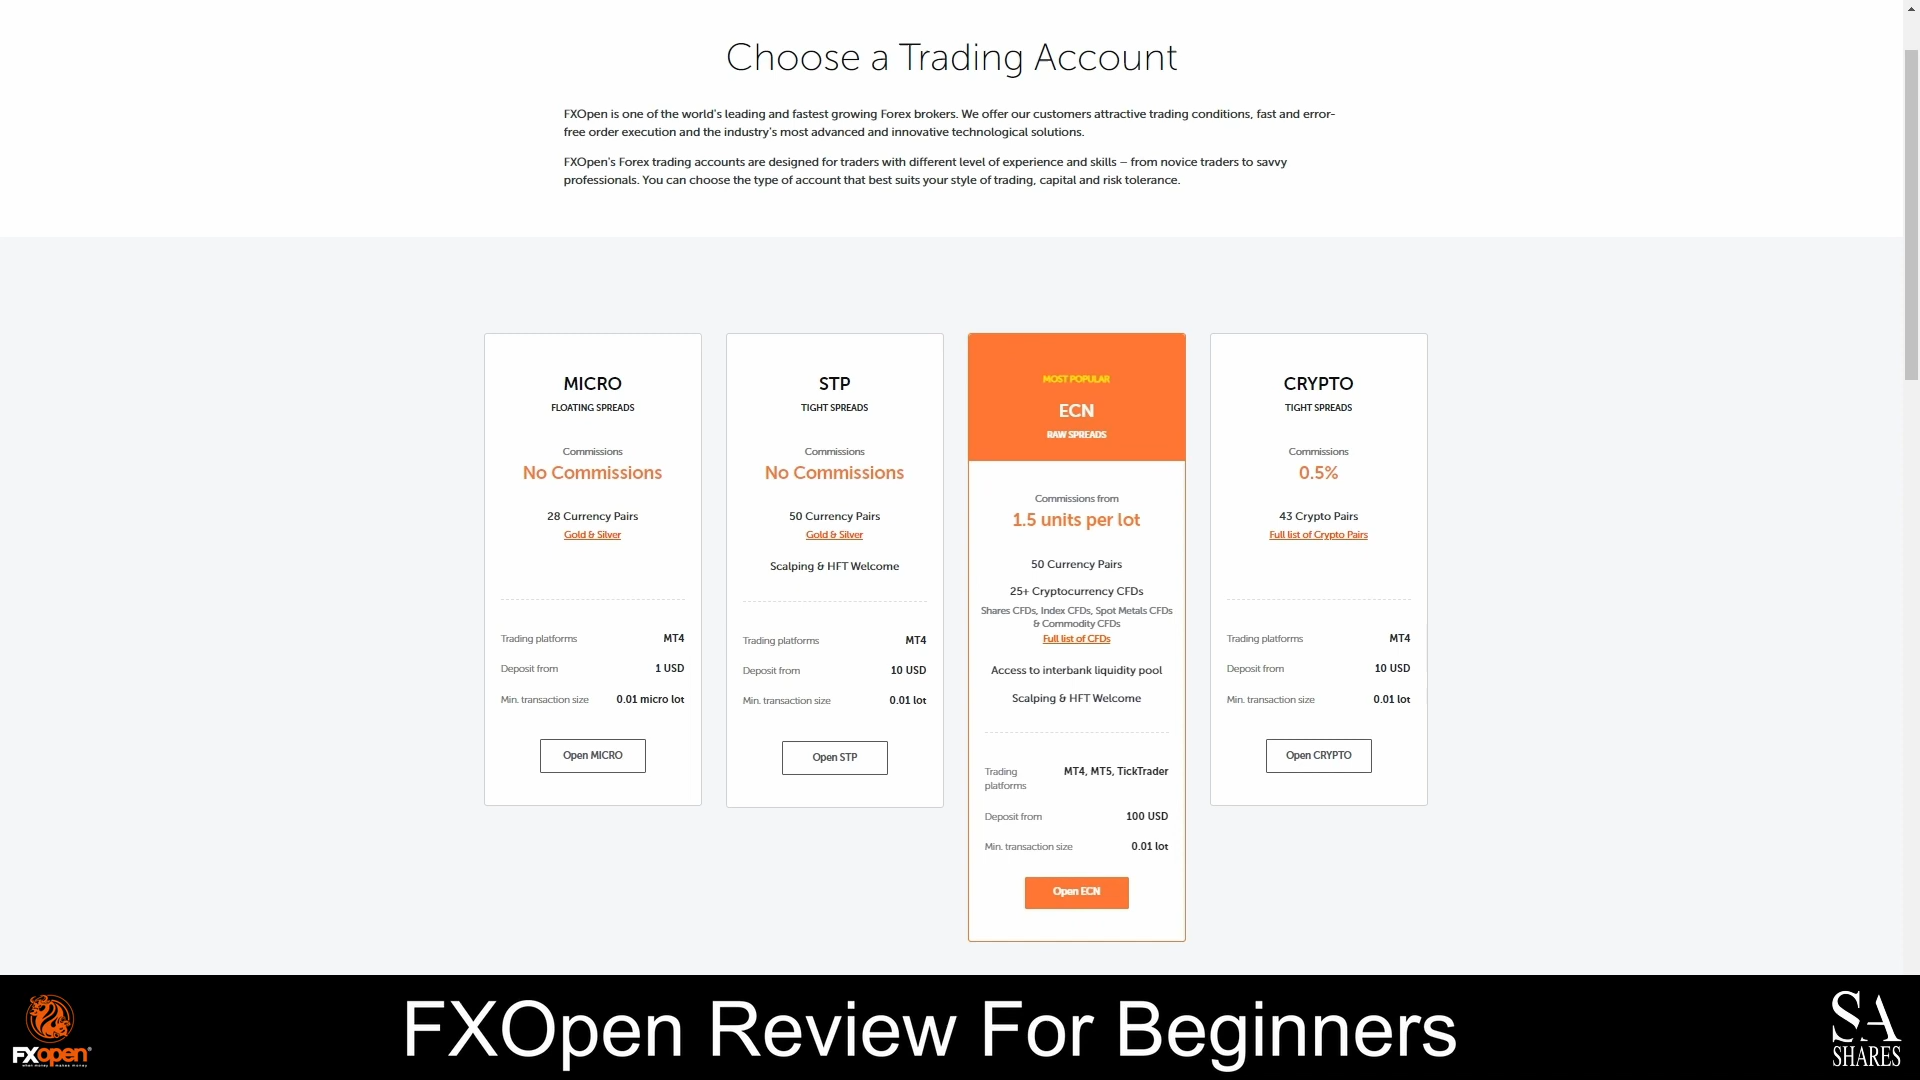 Choose a Trading Account
FXOpen is one of the world's leading and fastest growing Forex brokers. We offer our customers attractive trading conditions, fast and error-
free order execution and the industry's most advanced and innovative technological solutions.
FXOpen's Forex trading accounts are designed for traders with different level of experience and skills – from novice traders to savvy
professionals. You can choose the type of account that best suits your style of trading, capital and risk tolerance.
MICRO
FLOATING SPREADS
Commissions
No Commissions
28 Currency Pairs
Gold & Silver
Trading platforms MT4
Deposit from 1 USD
Min. transaction size 0.01 micro lot
Open MICRO
STP
TIGHT SPREADS
Commissions
No Commissions
50 Currency Pairs
Gold & Silver
Scalping & HFT Welcome
Trading platforms MT4
Deposit from 10 USD
Min. transaction size 0.01 lot
Open STP
MOST POPULAR
ECN
RAW SPREADS
Commissions from
1.5 units per lot
50 Currency Pairs
25+ Cryptocurrency CFDs
Shares CFDs, Index CFDs, Spot Metals CFDs
& Commodity CFDs
Full list of CFDs
Access to interbank liquidity pool
Scalping & HFT Welcome
Trading MT4, MT5, TickTrader
platforms
Deposit from 100 USD
Min. transaction size 0.01 lot
Open ECN
CRYPTO
TIGHT SPREADS
Commissions
0.5%
43 Crypto Pairs
Full list of Crypto Pairs
Trading platforms MT4
Deposit from 10 USD
Min. transaction size 0.01 lot
Open CRYPTO
FXOpen®
when money makes money
FXOpen Review For Beginners
SA
SHARES